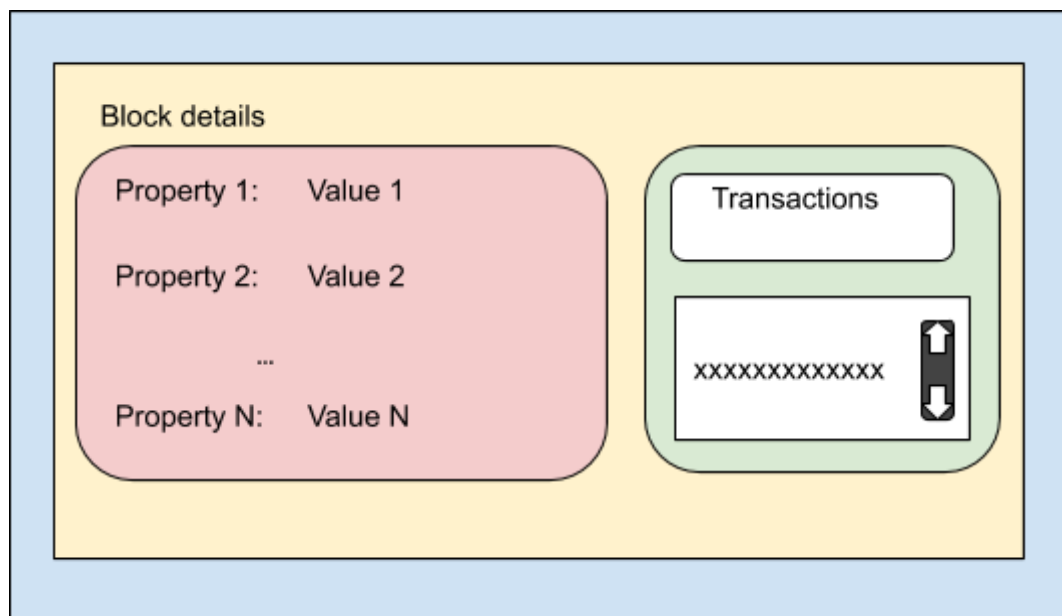 Block details
Property 1: Value 1
Property 2: Value 2
...
Property N: Value N
Transactions
xxxxxxxxxxxxx